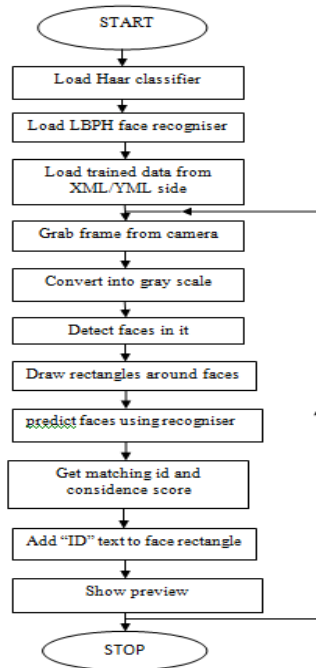 START
Load Haar classifier
Load LBPH face recogniser
Load trained data from
XML/YML side
Grab frame from camera
Convert into gray scale
Detect faces in it
Draw rectangles around faces
predict faces using recogniser
Get matching id and
considence score
Add “ID” text to face rectangle
Show preview
STOP